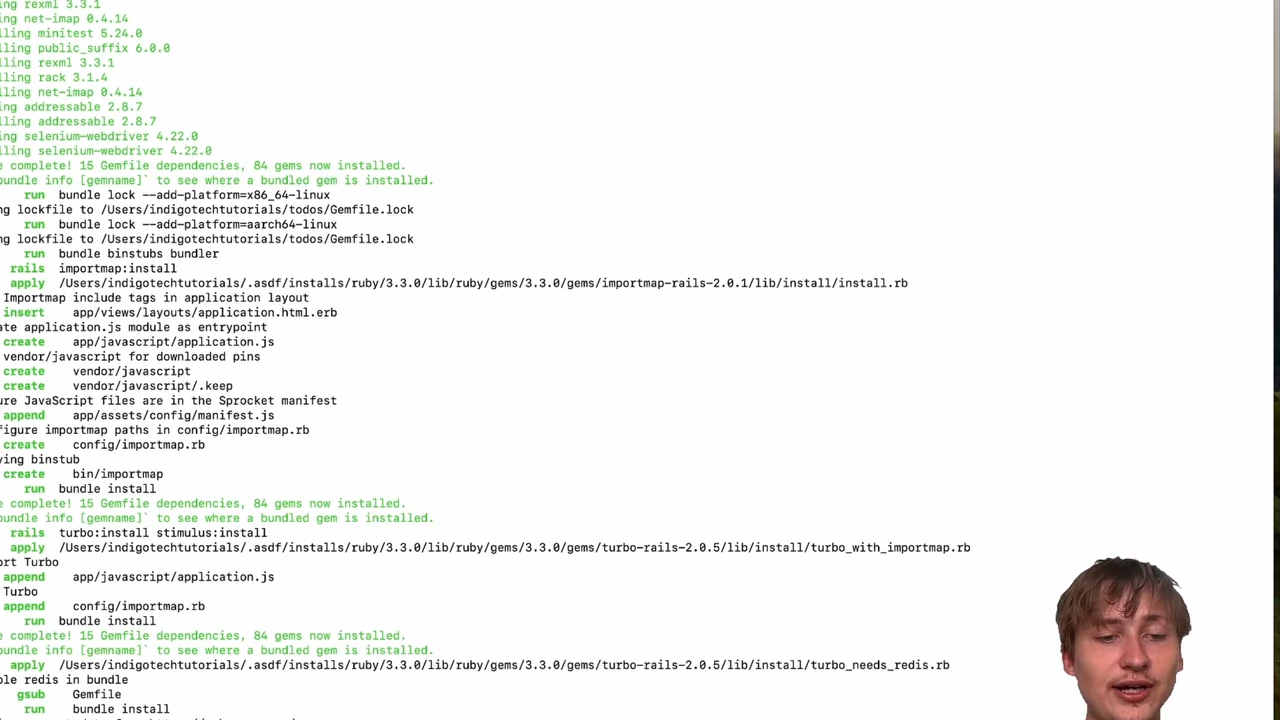 ing rexml 3.3.1
ing net-imap 0.4.14
lling minitest 5.24.0
lling public_suffix 6.0.0
lling rexml 3.3.1
lling rack 3.1.4
lling net-imap 0.4.14
ing addressable 2.8.7
lling addressable 2.8.7
ing selenium-webdriver 4.22.0
lling selenium-webdriver 4.22.0
e complete! 15 Gemfile dependencies, 84 gems now installed.
bundle info [gemname]` to see where a bundled gem is installed.
run bundle lock --add-platform=x86_64-linux
ng lockfile to /Users/indigotechtutorials/todos/Gemfile.lock
run bundle lock --add-platform=aarch64-linux
ng lockfile to /Users/indigotechtutorials/todos/Gemfile.lock
run bundle binstubs bundler
rails importmap:install
apply /Users/indigotechtutorials/.asdf/installs/ruby/3.3.0/lib/ruby/gems/3.3.0/gems/importmap-rails-2.0.1/lib/install/install.rb
Importmap include tags in application layout
insert app/views/layouts/application.html.erb
ate application.js module as entrypoint
create app/javascript/application.js
vendor/javascript for downloaded pins
create vendor/javascript
create vendor/javascript/.keep
ure JavaScript files are in the Sprocket manifest
append app/assets/config/manifest.js
figure importmap paths in config/importmap.rb
create config/importmap.rb
ying binstub
create bin/importmap
run bundle install
e complete! 15 Gemfile dependencies, 84 gems now installed.
bundle info [gemname]` to see where a bundled gem is installed.
rails turbo:install stimulus:install
apply /Users/indigotechtutorials/.asdf/installs/ruby/3.3.0/lib/ruby/gems/3.3.0/gems/turbo-rails-2.0.5/lib/install/turbo_with_importmap.rb
ort Turbo
append app/javascript/application.js
Turbo
append config/importmap.rb
run bundle install
e complete! 15 Gemfile dependencies, 84 gems now installed.
bundle info [gemname]` to see where a bundled gem is installed.
apply /Users/indigotechtutorials/.asdf/installs/ruby/3.3.0/lib/ruby/gems/3.3.0/gems/turbo-rails-2.0.5/lib/install/turbo_needs_redis.rb
ble redis in bundle
gsub Gemfile
run bundle install